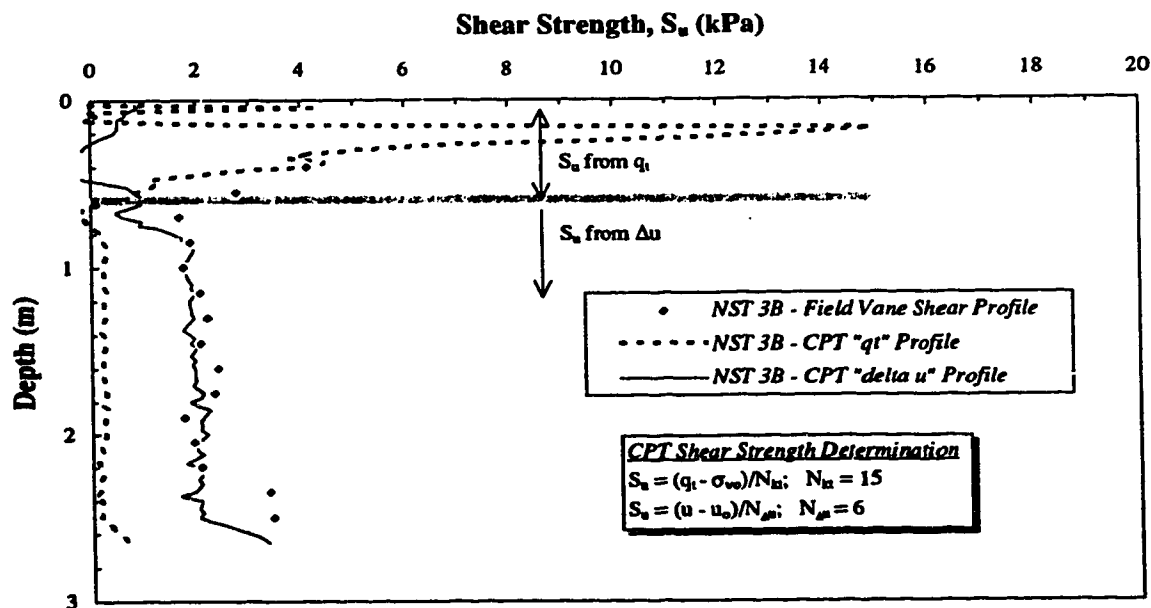 Shear Strength, Su (kPa)
0 2 4 6 8 10 12 14 16 18 20
0
1
2
3
Depth (m)
Su from qt
Su from Δu
NST 3B - Field Vane Shear Profile
NST 3B - CPT "qt" Profile
NST 3B - CPT "delta u" Profile
CPT Shear Strength Determination
Su = (qt - σvo)/Nkt; Nkt = 15
Su = (u - uo)/NΔu; NΔu = 6